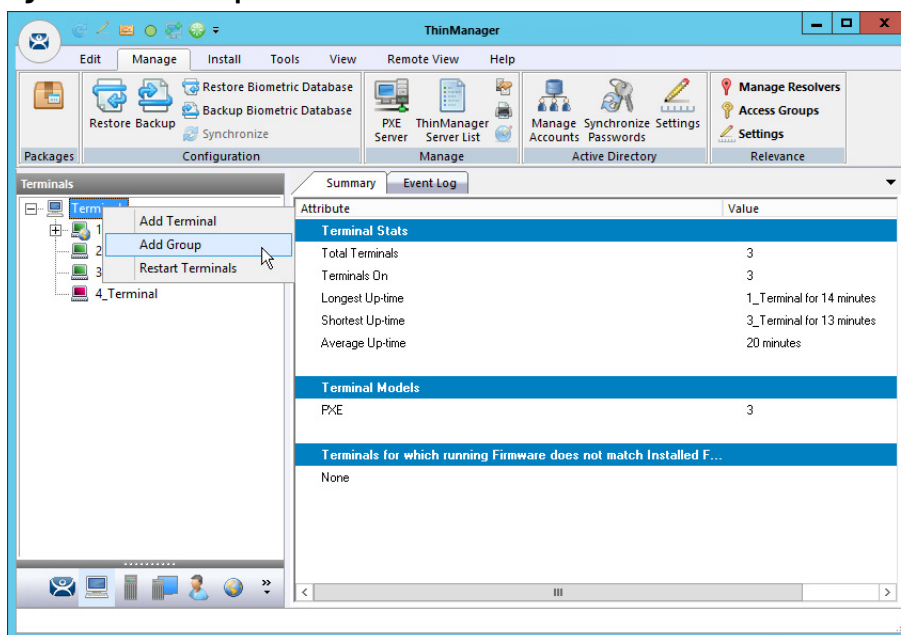 ThinManager
Edit Manage Install Tools View Remote View Help
Restore Biometric Database
Backup Biometric Database
Synchronize
Restore Backup
PXE Server
ThinManager Server List
Manage Accounts
Synchronize Passwords
Settings
Manage Resolvers
Access Groups
Settings
Packages Configuration Manage Active Directory Relevance
Terminals
Summary Event Log
Attribute Value
Add Terminal
Add Group
Restart Terminals
1
2
3
4_Terminal
Terminal Stats
Total Terminals 3
Terminals On 3
Longest Up-time 1_Terminal for 14 minutes
Shortest Up-time 3_Terminal for 13 minutes
Average Up-time 20 minutes
Terminal Models
PXE 3
Terminals for which running Firmware does not match Installed F...
None